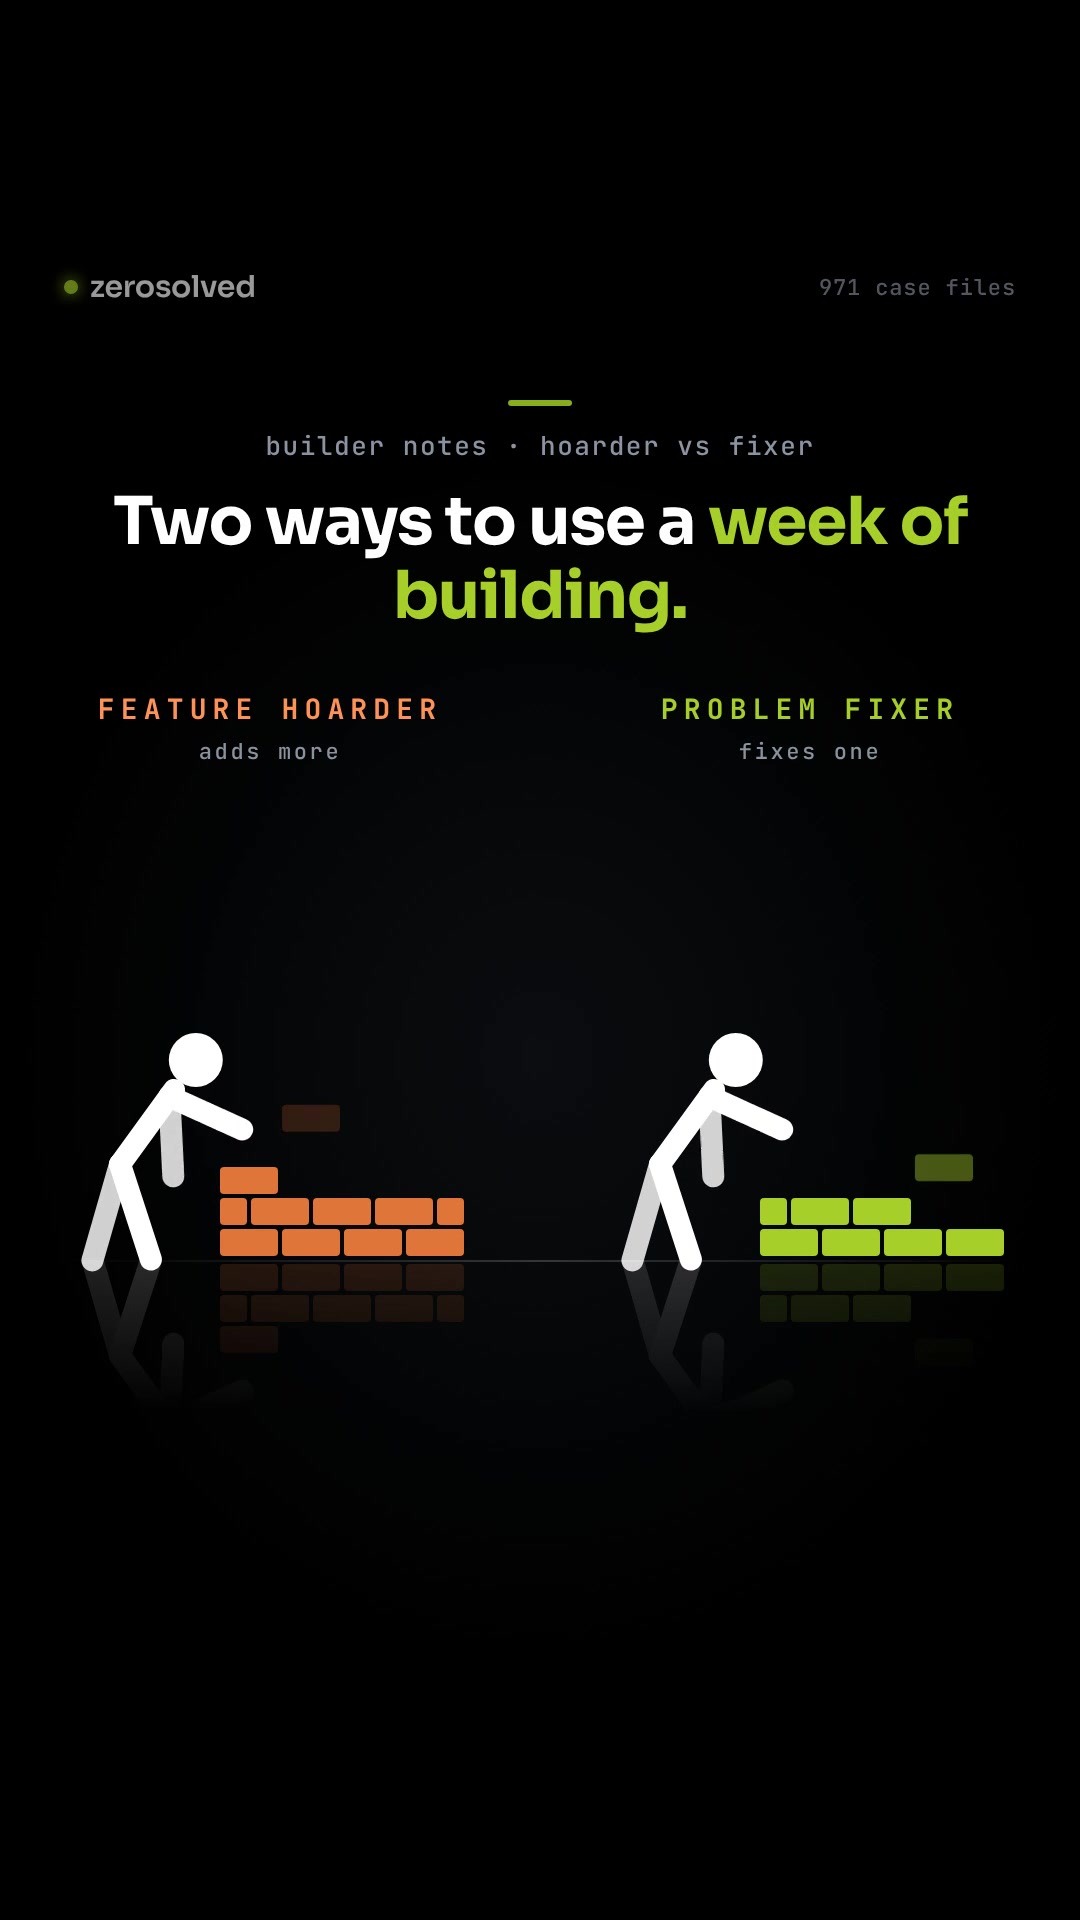 zerosolved
971 case files
builder notes · hoarder vs fixer
Two ways to use a week of
building.
FEATURE HOARDER
adds more
PROBLEM FIXER
fixes one